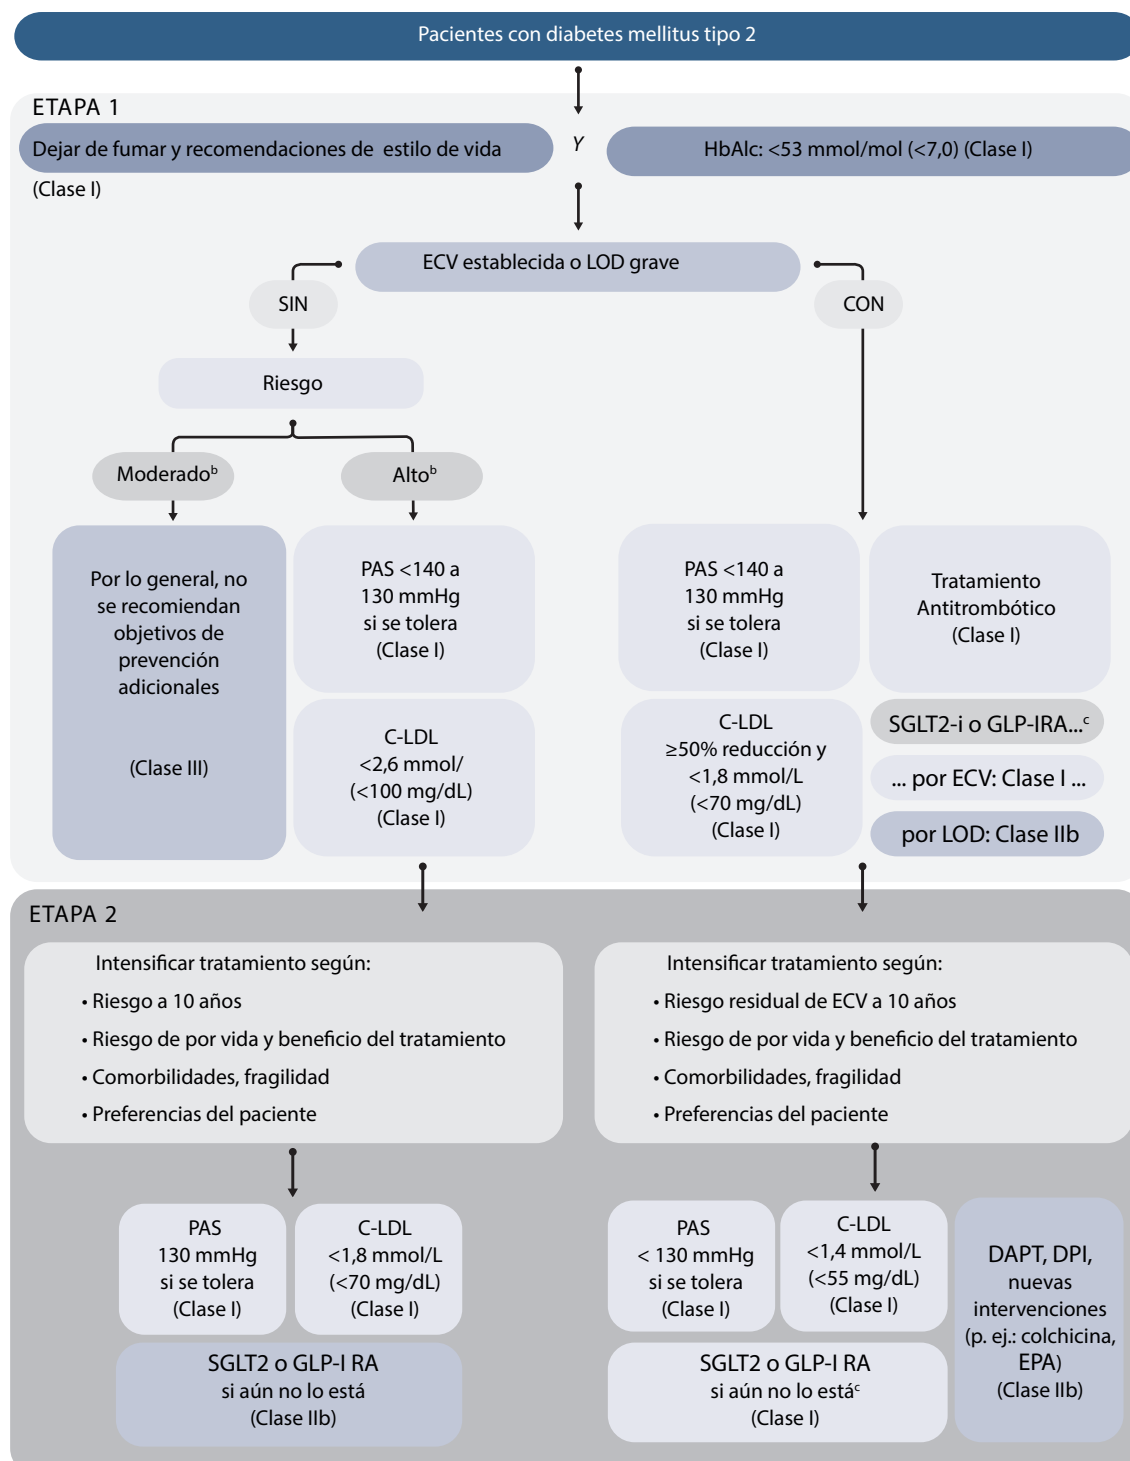 Pacientes con diabetes mellitus tipo 2
ETAPA 1
Dejar de fumar y recomendaciones de estilo de vida
(Clase I)
Y
HbAlc: <53 mmol/mol (<7,0) (Clase I)
ECV establecida o LOD grave
SIN
CON
Riesgo
Moderadoᵇ
Altoᵇ
Por lo general, no
se recomiendan
objetivos de
prevención
adicionales
(Clase III)
PAS <140 a
130 mmHg
si se tolera
(Clase I)
C-LDL
<2,6 mmol/
(<100 mg/dL)
(Clase I)
PAS <140 a
130 mmHg
si se tolera
(Clase I)
C-LDL
≥50% reducción y
<1,8 mmol/L
(<70 mg/dL)
(Clase I)
Tratamiento
Antitrombótico
(Clase I)
SGLT2-i o GLP-IRA...ᶜ
... por ECV: Clase I ...
por LOD: Clase IIb
ETAPA 2
Intensificar tratamiento según:
• Riesgo a 10 años
• Riesgo de por vida y beneficio del tratamiento
• Comorbilidades, fragilidad
• Preferencias del paciente
Intensificar tratamiento según:
• Riesgo residual de ECV a 10 años
• Riesgo de por vida y beneficio del tratamiento
• Comorbilidades, fragilidad
• Preferencias del paciente
PAS
130 mmHg
si se tolera
(Clase I)
C-LDL
<1,8 mmol/L
(<70 mg/dL)
(Clase I)
SGLT2 o GLP-I RA
si aún no lo está
(Clase IIb)
PAS
< 130 mmHg
si se tolera
(Clase I)
C-LDL
<1,4 mmol/L
(<55 mg/dL)
(Clase I)
SGLT2 o GLP-I RA
si aún no lo estáᶜ
(Clase I)
DAPT, DPI,
nuevas
intervenciones
(p. ej.: colchicina,
EPA)
(Clase IIb)